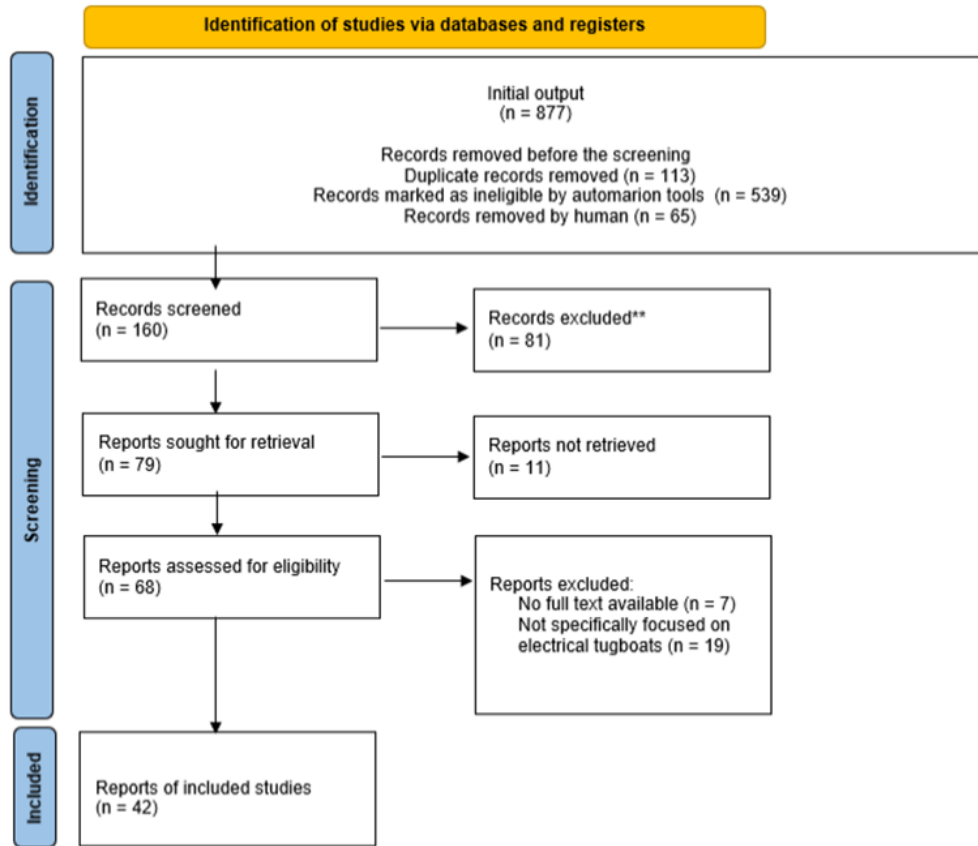 Identification of studies via databases and registers
Identification
Initial output
(n = 877)
Records removed before the screening
Duplicate records removed (n = 113)
Records marked as ineligible by automarion tools (n = 539)
Records removed by human (n = 65)
Screening
Records screened
(n = 160)
Records excluded**
(n = 81)
Reports sought for retrieval
(n = 79)
Reports not retrieved
(n = 11)
Reports assessed for eligibility
(n = 68)
Reports excluded:
No full text available (n = 7)
Not specifically focused on
electrical tugboats (n = 19)
Included
Reports of included studies
(n = 42)